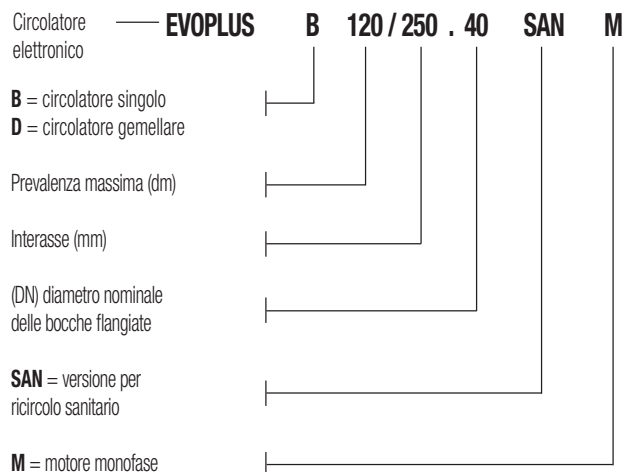 Circolatore
elettronico
EVOPLUS B 120 / 250 . 40 SAN M
B = circolatore singolo
D = circolatore gemellare
Prevalenza massima (dm)
Interasse (mm)
(DN) diametro nominale
delle bocche flangiate
SAN = versione per
ricircolo sanitario
M = motore monofase